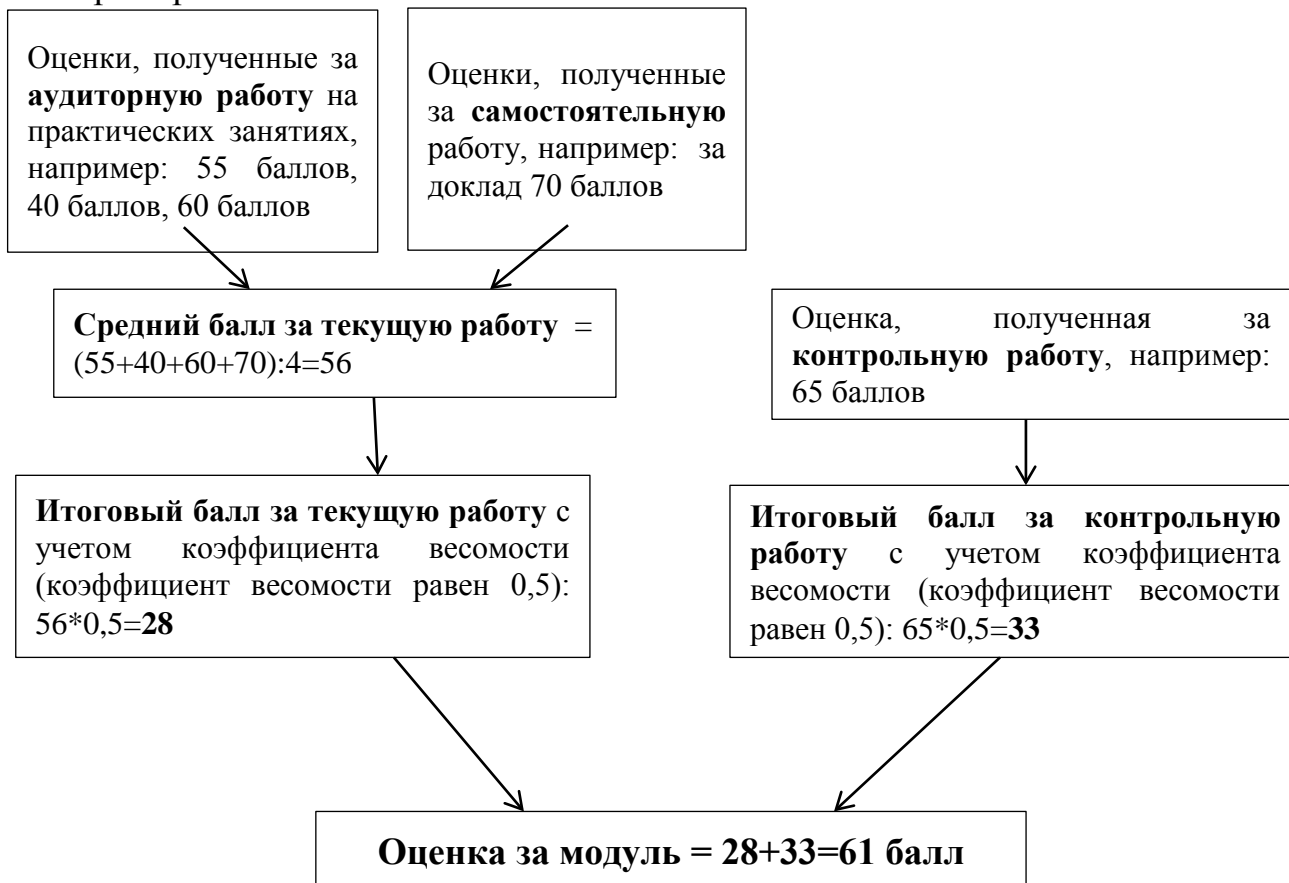 Оценки, полученные за
аудиторную работу на
практических занятиях,
например: 55 баллов,
40 баллов, 60 баллов
Оценки, полученные
за самостоятельную
работу, например: за
доклад 70 баллов
Средний балл за текущую работу =
(55+40+60+70):4=56
Оценка, полученная за
контрольную работу, например:
65 баллов
Итоговый балл за текущую работу с
учетом коэффициента весомости
(коэффициент весомости равен 0,5):
56*0,5=28
Итоговый балл за контрольную
работу с учетом коэффициента
весомости (коэффициент весомости
равен 0,5): 65*0,5=33
Оценка за модуль = 28+33=61 балл